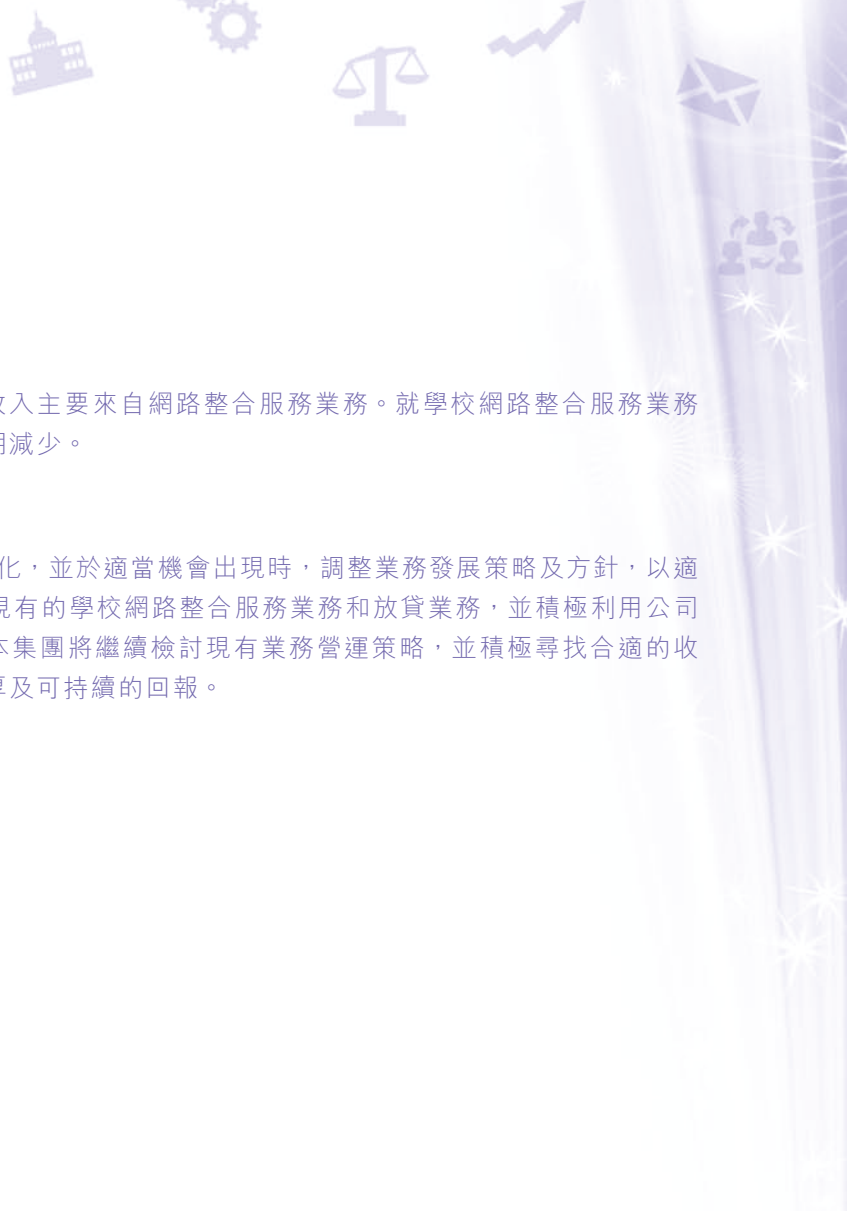 入主要來自網路整合服務業務。就學校網路整合服務業務
減少。
化，並於適當機會出現時，調整業務發展策略及方針，以適
現有的學校網路整合服務業務和放貸業務，並積極利用公司
本集團將繼續檢討現有業務營運策略，並積極尋找合適的收
及可持續的回報。